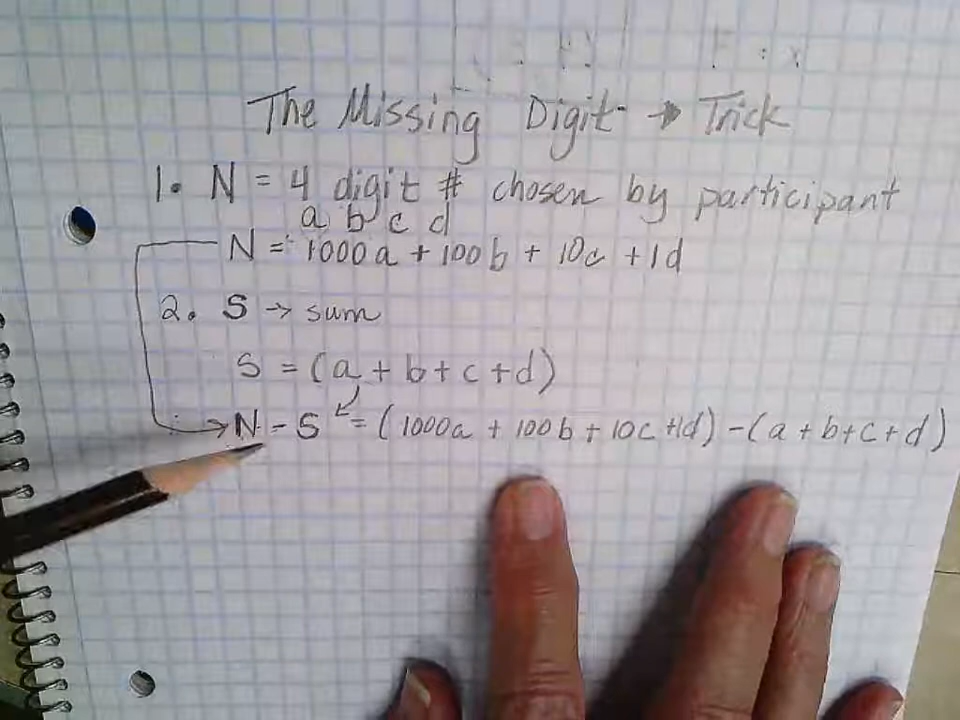 The Missing Digit → Trick
1. N = 4 digit # chosen by participant
a b c d
N = 1000a + 100b + 10c + 1d
2. S → sum
S = (a + b + c + d)
N - S = (1000a + 100b + 10c + 1d) - (a + b + c + d)